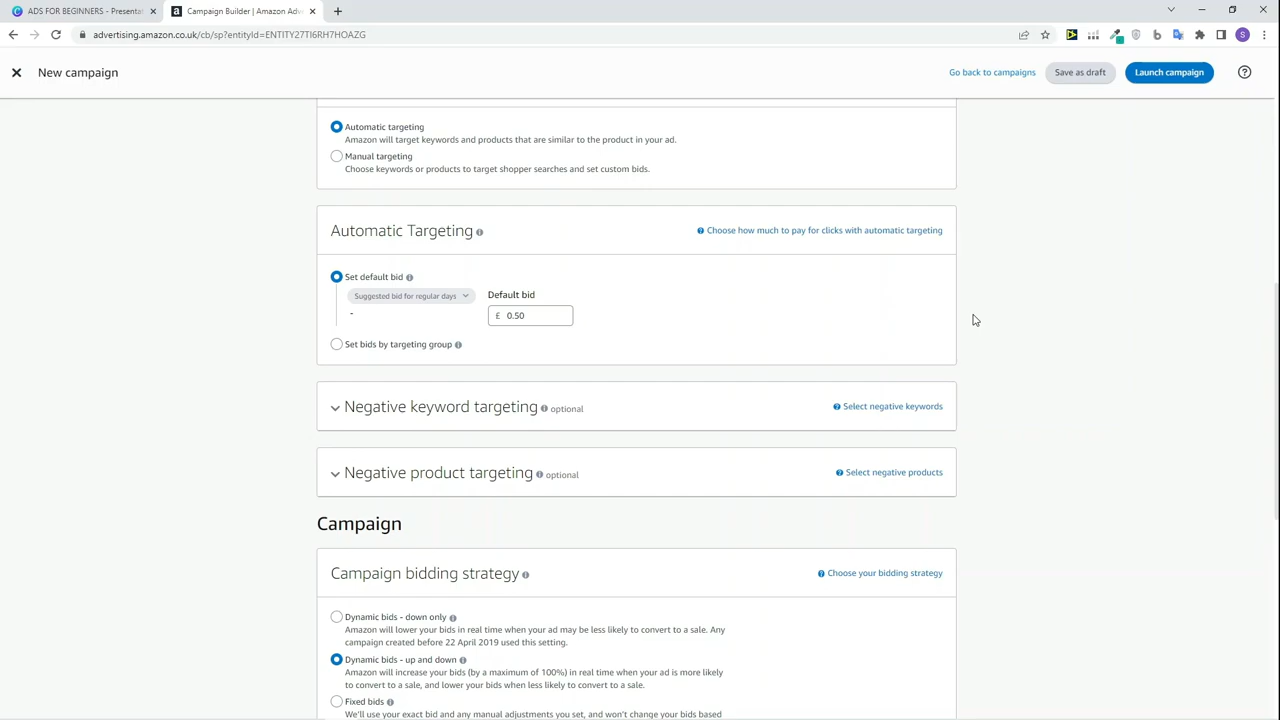 ADS FOR BEGINNERS - Presentat
Campaign Builder | Amazon Adver
advertising.amazon.co.uk/cb/sp?entityId=ENTITY27TI6RH7HOAZG
New campaign
Go back to campaigns
Save as draft
Launch campaign
Automatic targeting
Amazon will target keywords and products that are similar to the product in your ad.
Manual targeting
Choose keywords or products to target shopper searches and set custom bids.
Automatic Targeting
Choose how much to pay for clicks with automatic targeting
Set default bid
Suggested bid for regular days
Default bid
-
£ 0.50
Set bids by targeting group
Negative keyword targeting optional
Select negative keywords
Negative product targeting optional
Select negative products
Campaign
Campaign bidding strategy
Choose your bidding strategy
Dynamic bids - down only
Amazon will lower your bids in real time when your ad may be less likely to convert to a sale. Any
campaign created before 22 April 2019 used this setting.
Dynamic bids - up and down
Amazon will increase your bids (by a maximum of 100%) in real time when your ad is more likely
to convert to a sale, and lower your bids when less likely to convert to a sale.
Fixed bids
We'll use your exact bid and any manual adjustments you set, and won't change your bids based